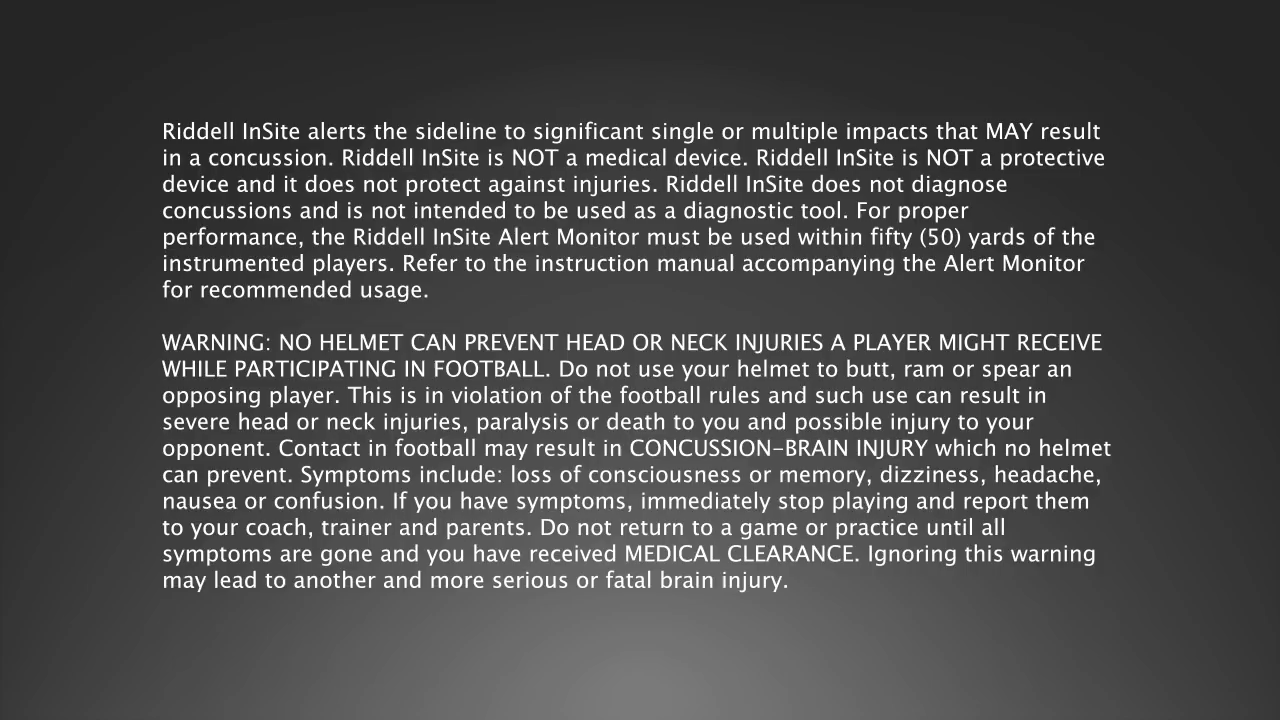 Riddell InSite alerts the sideline to significant single or multiple impacts that MAY result
in a concussion. Riddell InSite is NOT a medical device. Riddell InSite is NOT a protective
device and it does not protect against injuries. Riddell InSite does not diagnose
concussions and is not intended to be used as a diagnostic tool. For proper
performance, the Riddell InSite Alert Monitor must be used within fifty (50) yards of the
instrumented players. Refer to the instruction manual accompanying the Alert Monitor
for recommended usage.
WARNING: NO HELMET CAN PREVENT HEAD OR NECK INJURIES A PLAYER MIGHT RECEIVE
WHILE PARTICIPATING IN FOOTBALL. Do not use your helmet to butt, ram or spear an
opposing player. This is in violation of the football rules and such use can result in
severe head or neck injuries, paralysis or death to you and possible injury to your
opponent. Contact in football may result in CONCUSSION-BRAIN INJURY which no helmet
can prevent. Symptoms include: loss of consciousness or memory, dizziness, headache,
nausea or confusion. If you have symptoms, immediately stop playing and report them
to your coach, trainer and parents. Do not return to a game or practice until all
symptoms are gone and you have received MEDICAL CLEARANCE. Ignoring this warning
may lead to another and more serious or fatal brain injury.